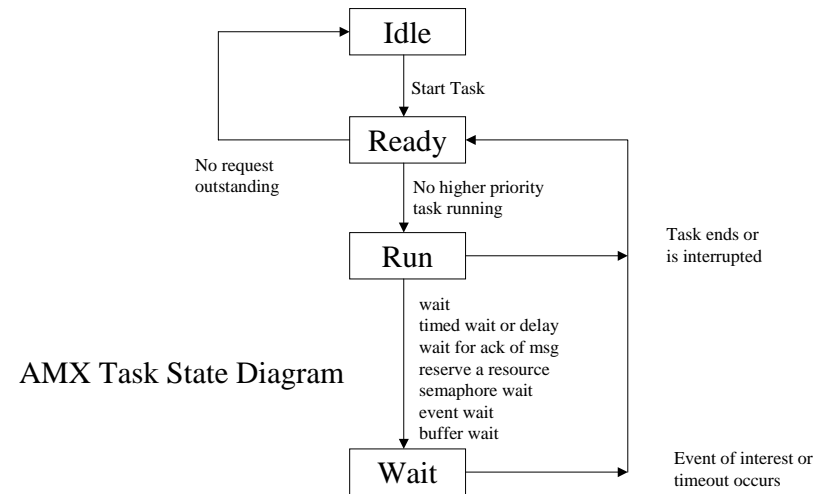 Idle
Start Task
Ready
No request
outstanding
No higher priority
task running
Task ends or
is interrupted
Run
wait
timed wait or delay
wait for ack of msg
reserve a resource
semaphore wait
event wait
buffer wait
AMX Task State Diagram
Wait
Event of interest or
timeout occurs